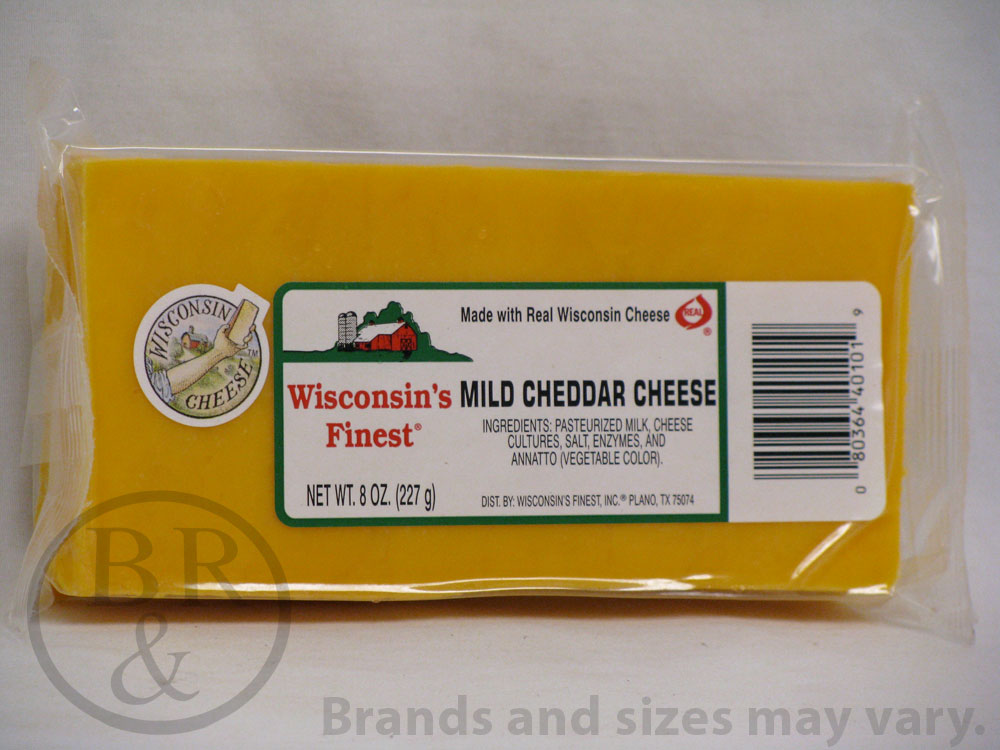 WISCONSIN
CHEESE
TM
Made with Real Wisconsin Cheese
REAL
®
Wisconsin's
Finest®
MILD CHEDDAR CHEESE
INGREDIENTS: PASTEURIZED MILK, CHEESE
CULTURES, SALT, ENZYMES, AND
ANNATTO (VEGETABLE COLOR).
NET WT. 8 OZ. (227 g)
DIST. BY: WISCONSIN'S FINEST, INC.® PLANO, TX 75074
0 80364 40101 9
B&R
Brands and sizes may vary.